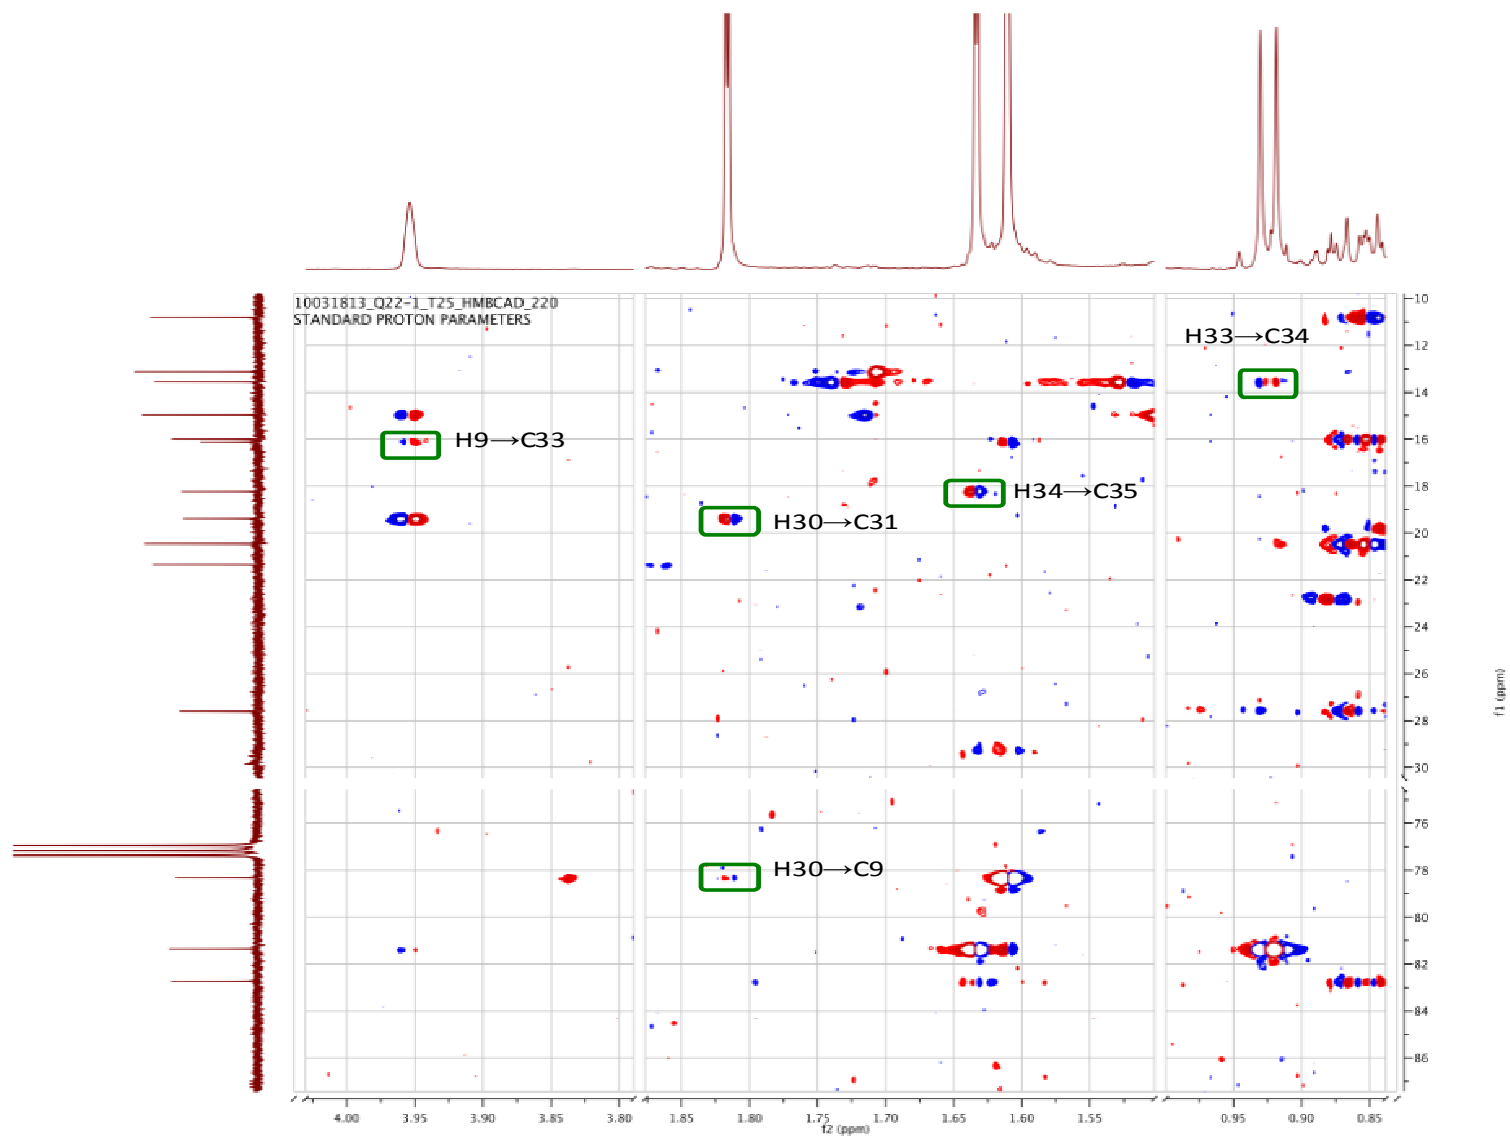 10031813_Q22-1_T25_HMBCAD_220
STANDARD PROTON PARAMETERS
H33→C34
H9→C33
H34→C35
H30→C31
H30→C9
10
12
14
16
18
20
22
24
26
28
30
76
78
80
82
84
86
f1 (ppm)
4.00 3.95 3.90 3.85 3.80 1.85 1.80 1.75 1.70 1.65 1.60 1.55 0.95 0.90 0.85
f2 (ppm)